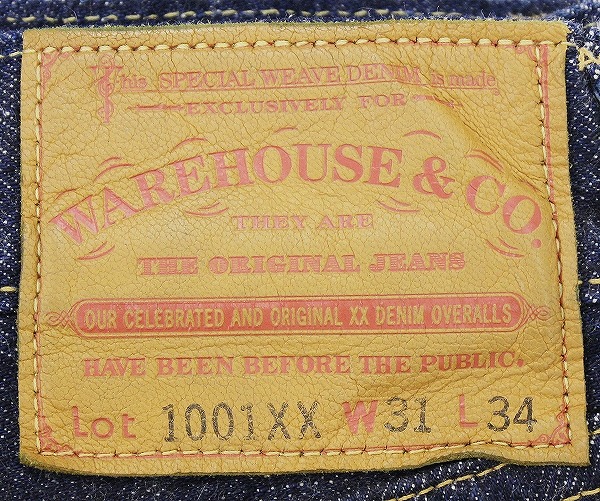 This SPECIAL WEAVE DENIM is made
EXCLUSIVELY FOR
WAREHOUSE & CO.
THEY ARE
THE ORIGINAL JEANS
OUR CELEBRATED AND ORIGINAL XX DENIM OVERALLS
HAVE BEEN BEFORE THE PUBLIC.
Lot 1001XX W31 L34